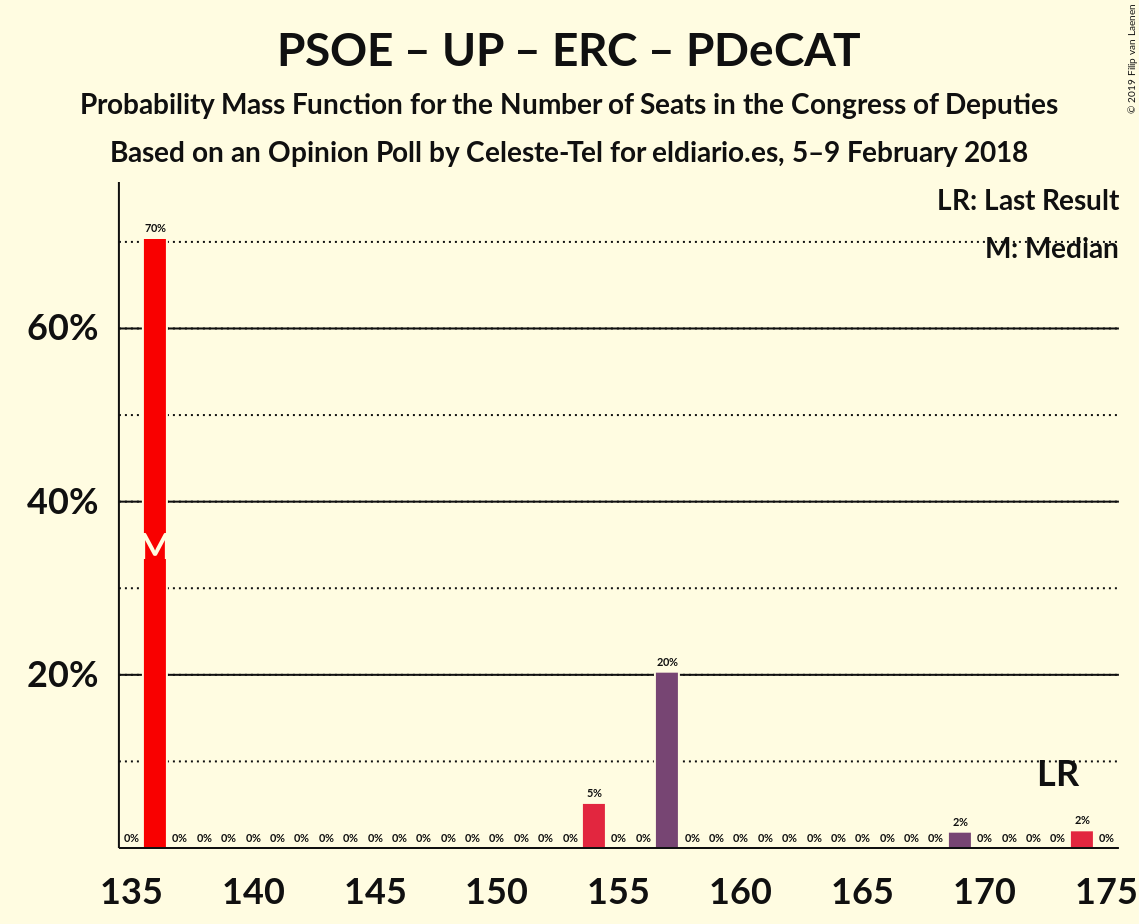 PSOE – UP – ERC – PDeCAT
Probability Mass Function for the Number of Seats in the Congress of Deputies
Based on an Opinion Poll by Celeste-Tel for eldiario.es, 5–9 February 2018
© 2019 Filip van Laenen
LR: Last Result
M: Median
70%
60%
40%
M
20%
20%
LR
5%
2%
2%
0% 0% 0% 0% 0% 0% 0% 0% 0% 0% 0% 0% 0% 0% 0% 0% 0% 0% 0% 0% 0% 0% 0% 0% 0% 0% 0% 0% 0% 0% 0% 0% 0% 0% 0% 0%
135 140 145 150 155 160 165 170 175